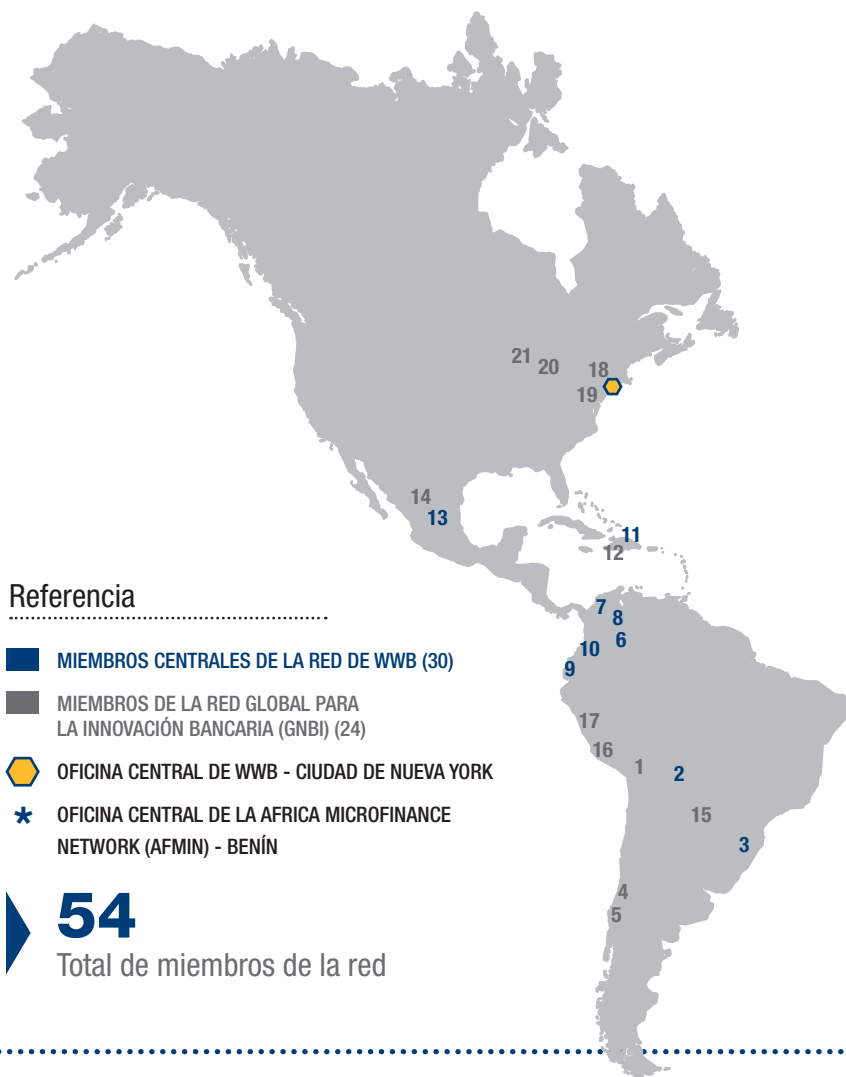 21
20
18
19
14
13
11
12
7
8
6
10
9
17
16
1
2
15
3
4
5
Referencia
MIEMBROS CENTRALES DE LA RED DE WWB (30)
MIEMBROS DE LA RED GLOBAL PARA
LA INNOVACIÓN BANCARIA (GNBI) (24)
OFICINA CENTRAL DE WWB - CIUDAD DE NUEVA YORK
* OFICINA CENTRAL DE LA AFRICA MICROFINANCE
NETWORK (AFMIN) - BENÍN
54
Total de miembros de la red